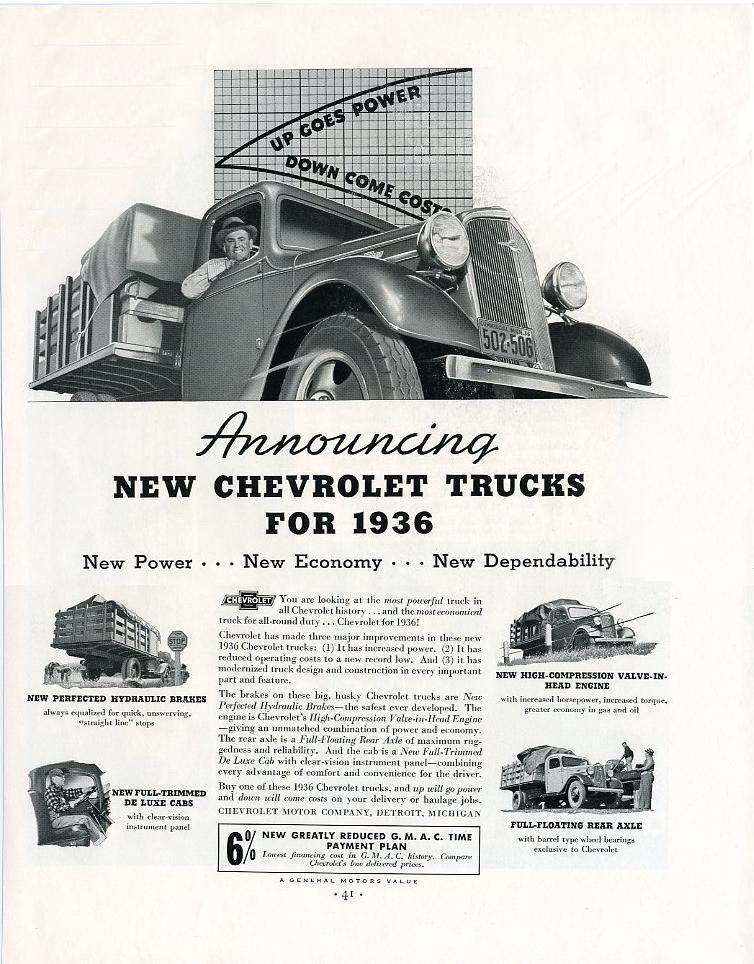 UP GOES POWER
DOWN COME COSTS
502-506
Announcing
NEW CHEVROLET TRUCKS
FOR 1936
New Power · · · New Economy · · · New Dependability
STOP
NEW PERFECTED HYDRAULIC BRAKES
always equalized for quick, unswerving,
"straight line" stops
NEW FULL-TRIMMED
DE LUXE CABS
with clear-vision
instrument panel
CHEVROLET You are looking at the most powerful truck in
all Chevrolet history . . . and the most economical
truck for all-round duty . . . Chevrolet for 1936!
Chevrolet has made three major improvements in these new
1936 Chevrolet trucks: (1) It has increased power. (2) It has
reduced operating costs to a new record low. And (3) it has
modernized truck design and construction in every important
part and feature.
The brakes on these big, husky Chevrolet trucks are New
Perfected Hydraulic Brakes—the safest ever developed. The
engine is Chevrolet's High-Compression Valve-in-Head Engine
—giving an unmatched combination of power and economy.
The rear axle is a Full-Floating Rear Axle of maximum rug-
gedness and reliability. And the cab is a New Full-Trimmed
De Luxe Cab with clear-vision instrument panel—combining
every advantage of comfort and convenience for the driver.
Buy one of these 1936 Chevrolet trucks, and up will go power
and down will come costs on your delivery or haulage jobs.
CHEVROLET MOTOR COMPANY, DETROIT, MICHIGAN
6% NEW GREATLY REDUCED G. M. A. C. TIME
PAYMENT PLAN
Lowest financing cost in G. M. A. C. history. Compare
Chevrolet's low delivered prices.
A GENERAL MOTORS VALUE
· 41 ·
NEW HIGH-COMPRESSION VALVE-IN-
HEAD ENGINE
with increased horsepower, increased torque,
greater economy in gas and oil
FULL-FLOATING REAR AXLE
with barrel type wheel bearings
exclusive to Chevrolet